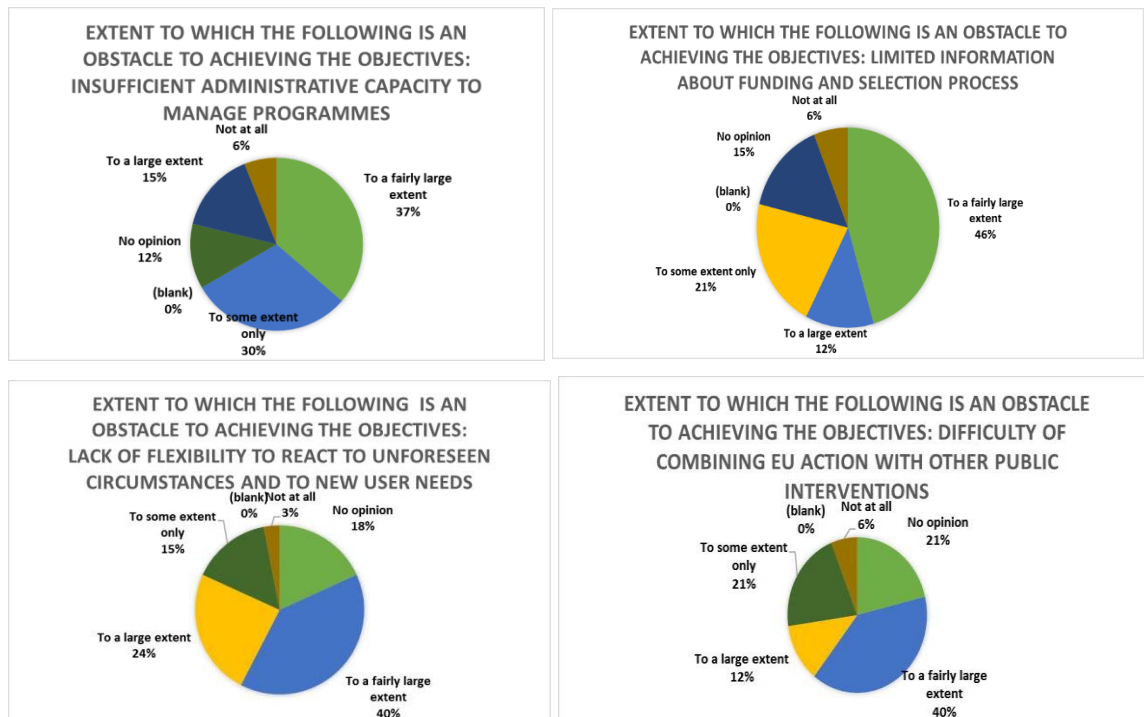 EXTENT TO WHICH THE FOLLOWING IS AN
OBSTACLE TO ACHIEVING THE OBJECTIVES:
INSUFFICIENT ADMINISTRATIVE CAPACITY TO
MANAGE PROGRAMMES
Not at all
6%
To a large extent
15%
To a fairly large
extent
37%
No opinion
12%
(blank)
0%
To some extent
only
30%
EXTENT TO WHICH THE FOLLOWING IS AN OBSTACLE TO
ACHIEVING THE OBJECTIVES: LIMITED INFORMATION
ABOUT FUNDING AND SELECTION PROCESS
Not at all
6%
No opinion
15%
(blank)
0%
To a fairly large
extent
46%
To some extent only
21%
To a large extent
12%
EXTENT TO WHICH THE FOLLOWING IS AN
OBSTACLE TO ACHIEVING THE OBJECTIVES:
LACK OF FLEXIBILITY TO REACT TO UNFORESEEN
CIRCUMSTANCES AND TO NEW USER NEEDS
(blank)
0%
Not at all
3%
No opinion
18%
To some extent
only
15%
To a large extent
24%
To a fairly large
extent
40%
EXTENT TO WHICH THE FOLLOWING IS AN OBSTACLE
TO ACHIEVING THE OBJECTIVES: DIFFICULTY OF
COMBINING EU ACTION WITH OTHER PUBLIC
INTERVENTIONS
(blank)
0%
Not at all
6%
No opinion
21%
To some extent
only
21%
To a large extent
12%
To a fairly large
extent
40%